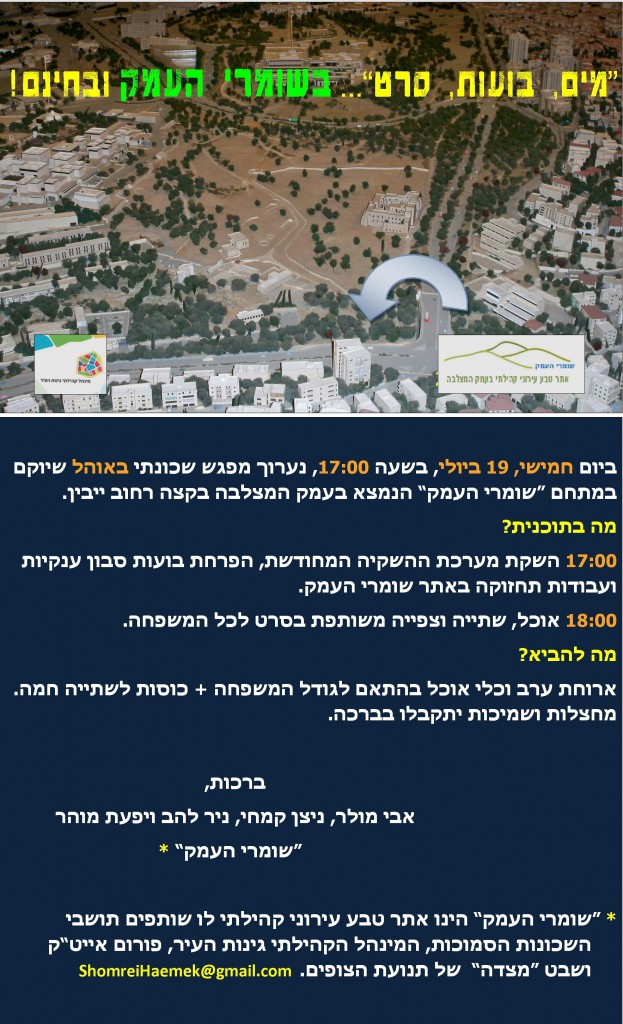 "מים, בועות, סרט"... בשומרי העמק ובחינם!
מינהל קהילתי גינות העיר
שומרי העמק
אתר טבע עירוני קהילתי בעמק המצלבה
ביום חמישי, 19 ביולי, בשעה 17:00, נערוך מפגש שכונתי באוהל שיוקם
במתחם "שומרי העמק" הנמצא בעמק המצלבה בקצה רחוב ייבין.
מה בתוכנית?
17:00 השקת מערכת ההשקיה המחודשת, הפרחת בועות סבון ענקיות
ועבודות תחזוקה באתר שומרי העמק.
18:00 אוכל, שתייה וצפייה משותפת בסרט לכל המשפחה.
מה להביא?
ארוחת ערב וכלי אוכל בהתאם לגודל המשפחה + כוסות לשתייה חמה.
מחצלות ושמיכות יתקבלו בברכה.
ברכות,
אבי מולר, ניצן קמחי, ניר להב ויפעת מוהר
"שומרי העמק" *
* "שומרי העמק" הינו אתר טבע עירוני קהילתי לו שותפים תושבי
השכונות הסמוכות, המינהל הקהילתי גינות העיר, פורום אייט"ק
ושבט "מצדה" של תנועת הצופים. ShomreiHaemek@gmail.com